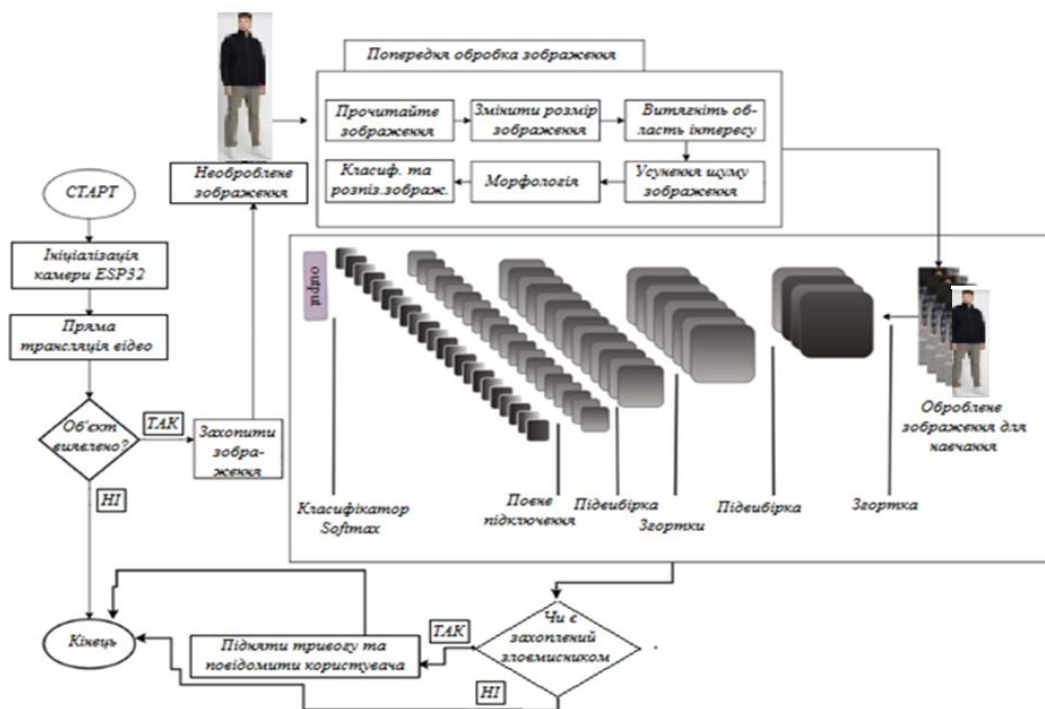 Попередня обробка зображення
Прочитайте
зображення
Змінити розмір
зображення
Витягніть об-
ласть інтересу
Класиф. та
розпіз.зображ.
Морфологія
Усунення щуму
зображення
Необроблене
зображення
СТАРТ
Ініціалізація
камери ESP32
Пряма
трансляція відео
Об'єкт
виявлено?
ТАК
Захопити
зобра-
ження
НІ
output
Оброблене
зображення для
навчання
Класифікатор
Softmax
Повне
підключення
Підвибірка
Згортки
Підвибірка
Згортка
Кінець
Підняти тривогу та
повідомити користувача
ТАК
Чи є
захоплений
зловмисником
НІ